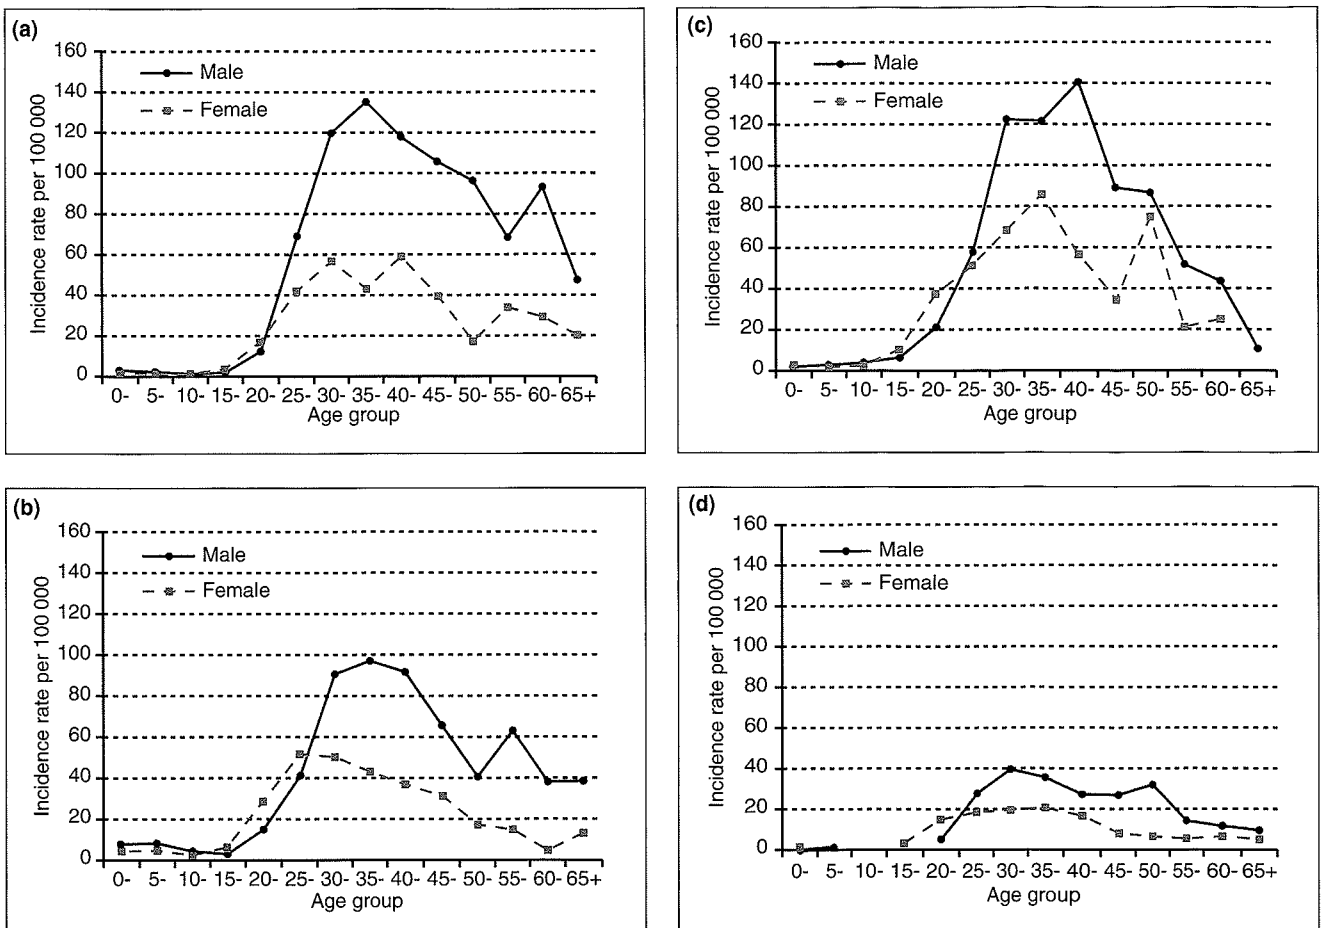 (a)
160
140
120
100
80
60
40
20
0
Incidence rate per 100 000
Male
Female
0- 5- 10- 15- 20- 25- 30- 35- 40- 45- 50- 55- 60- 65+
Age group
(c)
160
140
120
100
80
60
40
20
0
Incidence rate per 100 000
Male
Female
0- 5- 10- 15- 20- 25- 30- 35- 40- 45- 50- 55- 60- 65+
Age group
(b)
160
140
120
100
80
60
40
20
0
Incidence rate per 100 000
Male
Female
0- 5- 10- 15- 20- 25- 30- 35- 40- 45- 50- 55- 60- 65+
Age group
(d)
160
140
120
100
80
60
40
20
0
Incidence rate per 100 000
Male
Female
0- 5- 10- 15- 20- 25- 30- 35- 40- 45- 50- 55- 60- 65+
Age group